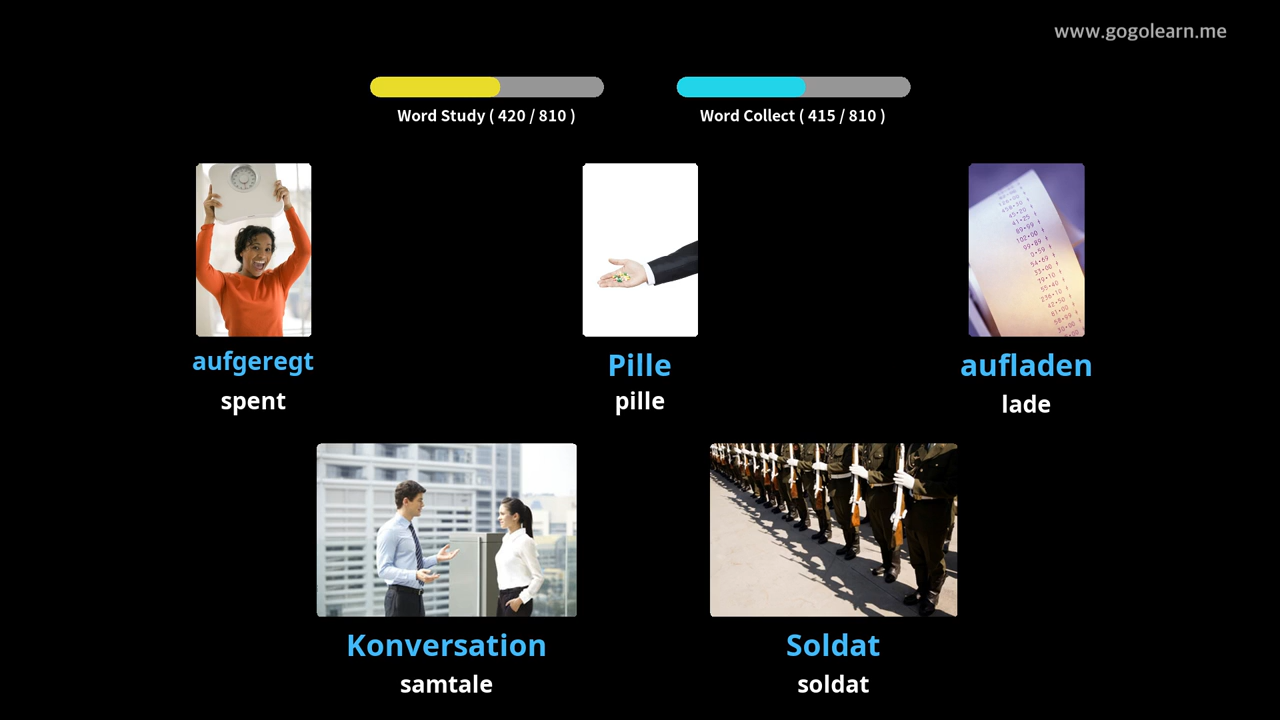 www.gogolearn.me
Word Study ( 420 / 810 )
Word Collect ( 415 / 810 )
aufgeregt
spent
Pille
pille
aufladen
lade
Konversation
samtale
Soldat
soldat